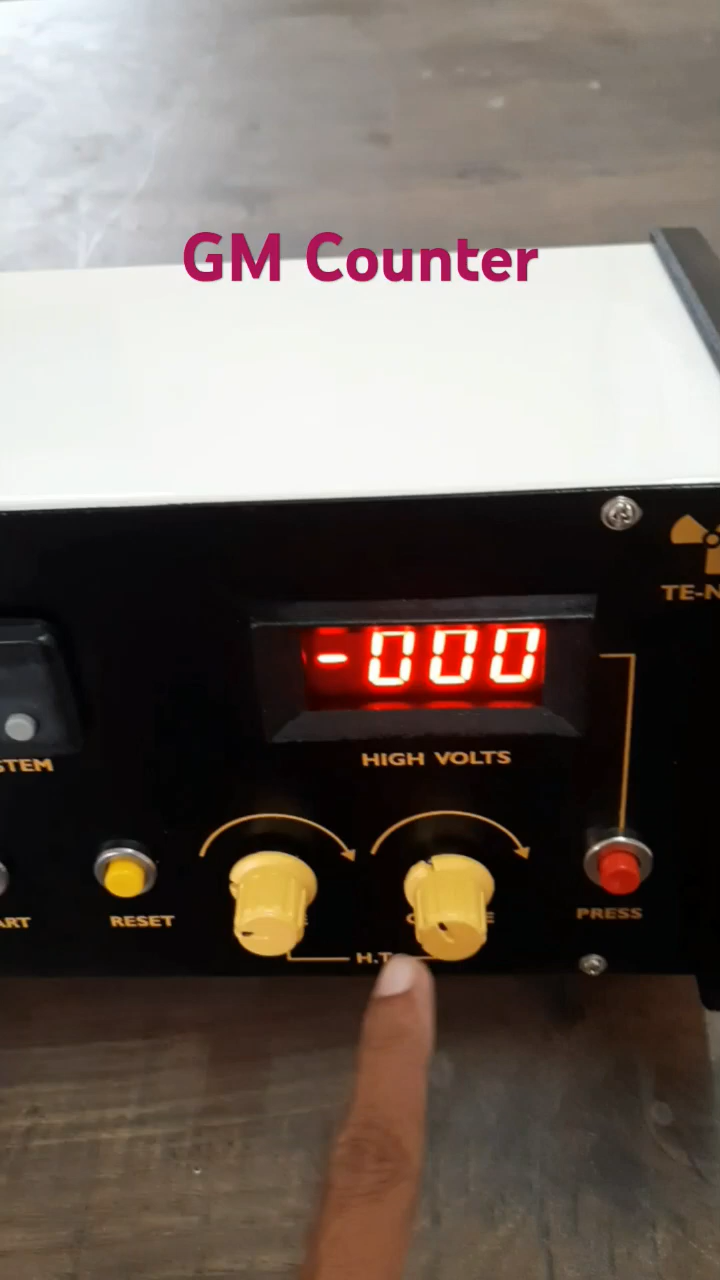 GM Counter
TE-N
-000
HIGH VOLTS
STEM
ART
RESET
PRESS
H.T